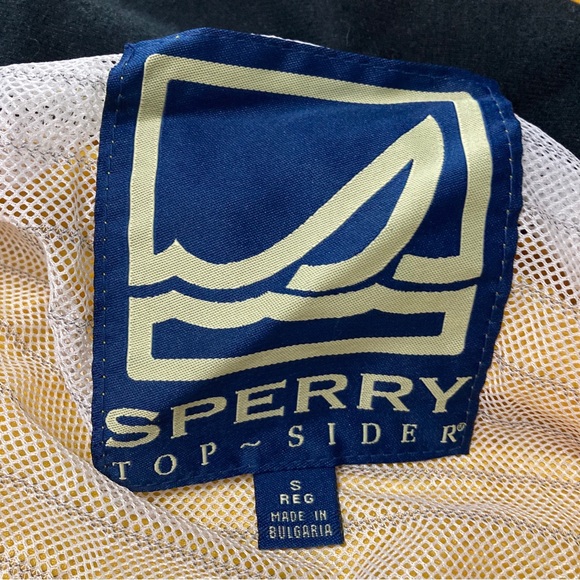 SPERRY
TOP ~ SIDER®
S
REG
MADE IN
BULGARIA